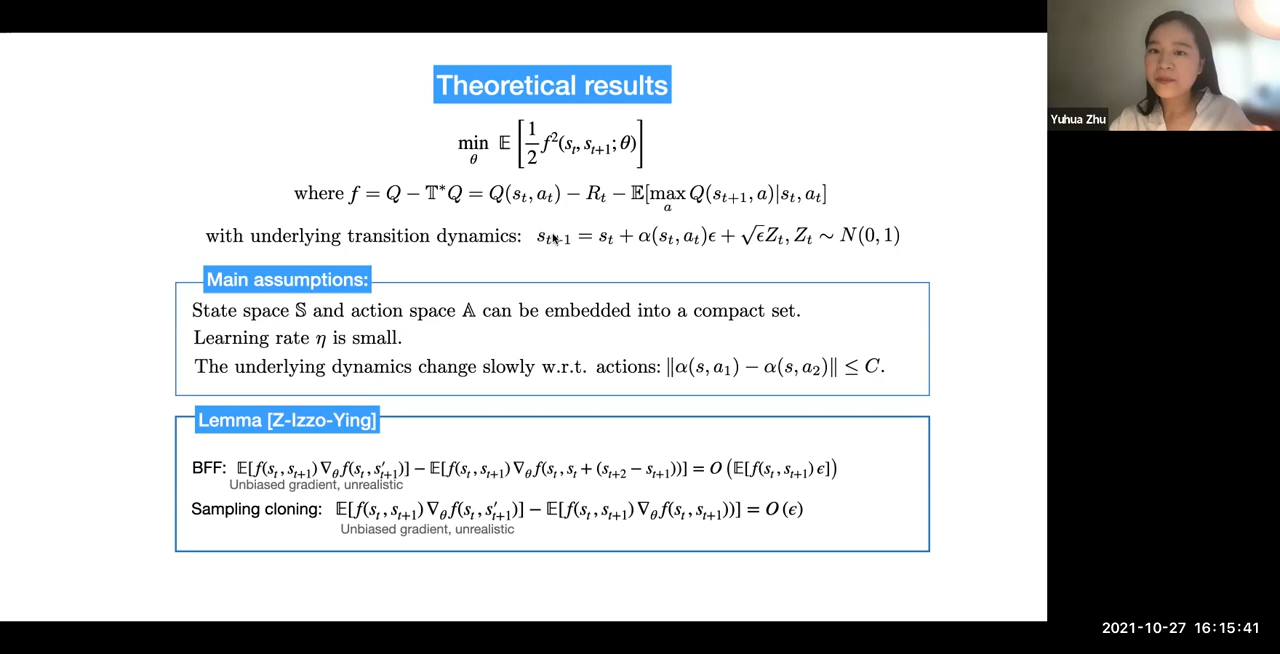 Theoretical results
min_θ 𝔼 [ 1/2 f²(s_t, s_{t+1}; θ) ]
where f = Q − 𝕋*Q = Q(s_t, a_t) − R_t − 𝔼[max_a Q(s_{t+1}, a)|s_t, a_t]
with underlying transition dynamics: s_{t+1} = s_t + α(s_t, a_t)ϵ + √ϵZ_t, Z_t ∼ N(0, 1)
Main assumptions:
State space 𝕊 and action space 𝔸 can be embedded into a compact set.
Learning rate η is small.
The underlying dynamics change slowly w.r.t. actions: ‖α(s, a_1) − α(s, a_2)‖ ≤ C.
Lemma [Z-Izzo-Ying]
BFF: 𝔼[f(s_t, s_{t+1}) ∇_θ f(s_t, s'_{t+1})] − 𝔼[f(s_t, s_{t+1}) ∇_θ f(s_t, s_t + (s_{t+2} − s_{t+1}))] = O (𝔼[f(s_t, s_{t+1}) ϵ])
Unbiased gradient, unrealistic
Sampling cloning: 𝔼[f(s_t, s_{t+1}) ∇_θ f(s_t, s'_{t+1})] − 𝔼[f(s_t, s_{t+1}) ∇_θ f(s_t, s_{t+1}))] = O (ϵ)
Unbiased gradient, unrealistic
Yuhua Zhu
2021-10-27 16:15:41